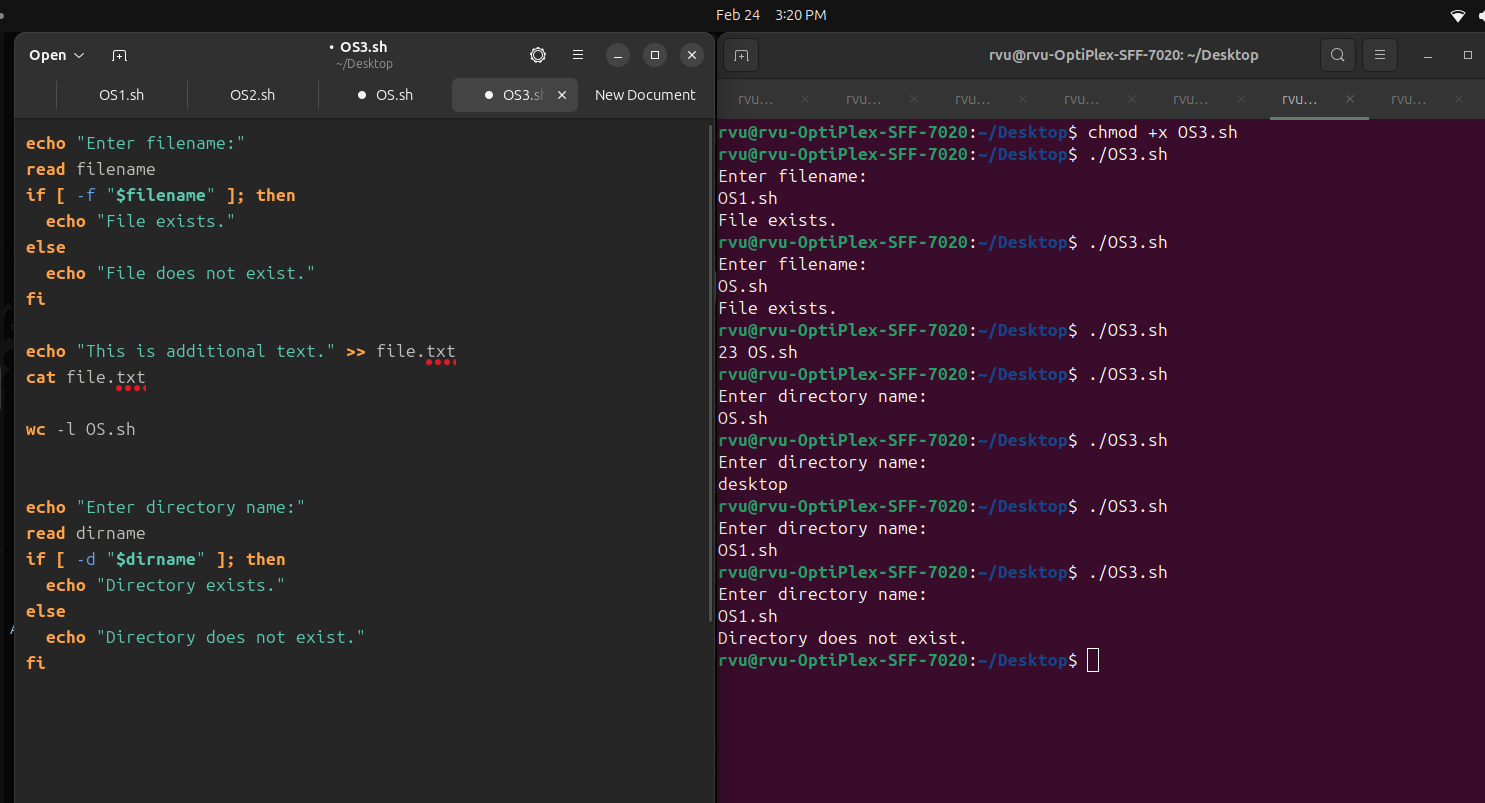 Feb 24 3:20 PM
Open
• OS3.sh
~/Desktop
OS1.sh
OS2.sh
● OS.sh
● OS3.sh
New Document
echo "Enter filename:"
read filename
if [ -f "$filename" ]; then
  echo "File exists."
else
  echo "File does not exist."
fi
echo "This is additional text." >> file.txt
cat file.txt
wc -l OS.sh
echo "Enter directory name:"
read dirname
if [ -d "$dirname" ]; then
  echo "Directory exists."
else
  echo "Directory does not exist."
fi
rvu@rvu-OptiPlex-SFF-7020: ~/Desktop
rvu… rvu… rvu… rvu… rvu… rvu… rvu…
rvu@rvu-OptiPlex-SFF-7020:~/Desktop$ chmod +x OS3.sh
rvu@rvu-OptiPlex-SFF-7020:~/Desktop$ ./OS3.sh
Enter filename:
OS1.sh
File exists.
rvu@rvu-OptiPlex-SFF-7020:~/Desktop$ ./OS3.sh
Enter filename:
OS.sh
File exists.
rvu@rvu-OptiPlex-SFF-7020:~/Desktop$ ./OS3.sh
23 OS.sh
rvu@rvu-OptiPlex-SFF-7020:~/Desktop$ ./OS3.sh
Enter directory name:
OS.sh
rvu@rvu-OptiPlex-SFF-7020:~/Desktop$ ./OS3.sh
Enter directory name:
desktop
rvu@rvu-OptiPlex-SFF-7020:~/Desktop$ ./OS3.sh
Enter directory name:
OS1.sh
rvu@rvu-OptiPlex-SFF-7020:~/Desktop$ ./OS3.sh
Enter directory name:
OS1.sh
Directory does not exist.
rvu@rvu-OptiPlex-SFF-7020:~/Desktop$